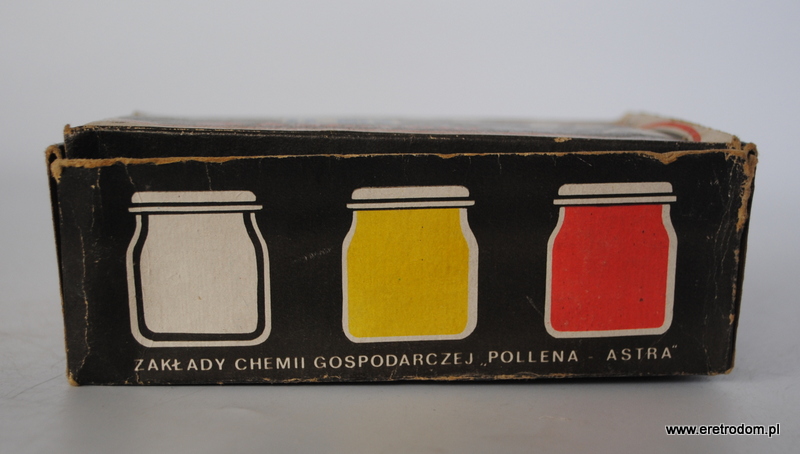 ZAKŁADY CHEMII GOSPODARCZEJ „POLLENA - ASTRA"
www.eretrodom.pl